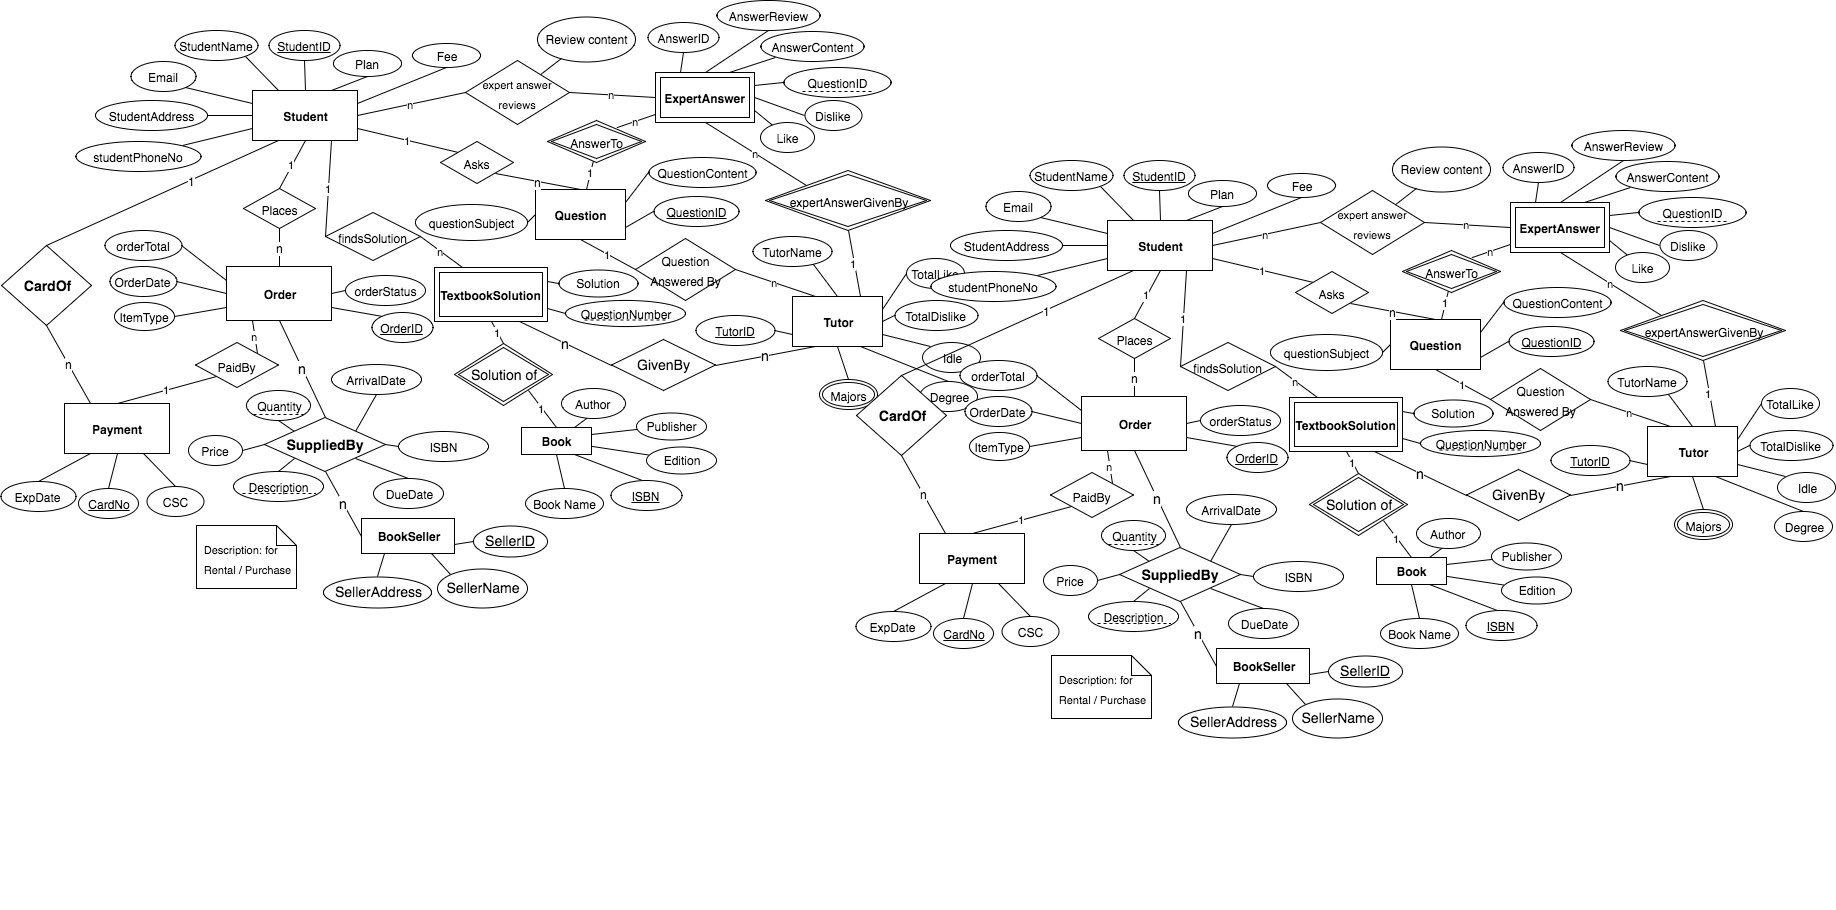 AnswerReview
StudentName
StudentID
Plan
Fee
Review content
AnswerID
AnswerContent
Email
expert answer
reviews
ExpertAnswer
QuestionID
StudentAddress
Student
n
n
Dislike
Like
studentPhoneNo
1
Asks
AnswerTo
n
n
1
1
1
1
n
QuestionContent
Places
Question
QuestionID
questionSubject
expertAnswerGivenBy
findsSolution
n
n
1
Question
Answered By
n
TutorName
1
orderTotal
OrderDate
ItemType
CardOf
Order
orderStatus
OrderID
TextbookSolution
Solution
QuestionNumber
TutorID
Tutor
TotalLike
TotalDislike
Idle
Degree
Majors
n
1
n
GivenBy
n
n
PaidBy
n
1
Solution of
1
ArrivalDate
Quantity
Payment
Price
SuppliedBy
ISBN
Description
DueDate
n
Author
Publisher
Book
Edition
Book Name
ISBN
ExpDate
CardNo
CSC
Description: for
Rental / Purchase
BookSeller
SellerID
SellerAddress
SellerName
AnswerReview
StudentName
StudentID
Plan
Fee
Review content
AnswerID
AnswerContent
Email
expert answer
reviews
ExpertAnswer
QuestionID
StudentAddress
Student
n
n
Dislike
Like
studentPhoneNo
1
Asks
AnswerTo
n
n
1
1
1
1
n
QuestionContent
Places
Question
QuestionID
questionSubject
expertAnswerGivenBy
findsSolution
n
n
1
Question
Answered By
n
TutorName
1
orderTotal
OrderDate
ItemType
CardOf
Order
orderStatus
OrderID
TextbookSolution
Solution
QuestionNumber
TutorID
Tutor
TotalLike
TotalDislike
Idle
Degree
Majors
n
1
n
GivenBy
n
n
PaidBy
n
1
Solution of
1
ArrivalDate
Quantity
Payment
Price
SuppliedBy
ISBN
Description
DueDate
n
Author
Publisher
Book
Edition
Book Name
ISBN
ExpDate
CardNo
CSC
Description: for
Rental / Purchase
BookSeller
SellerID
SellerAddress
SellerName